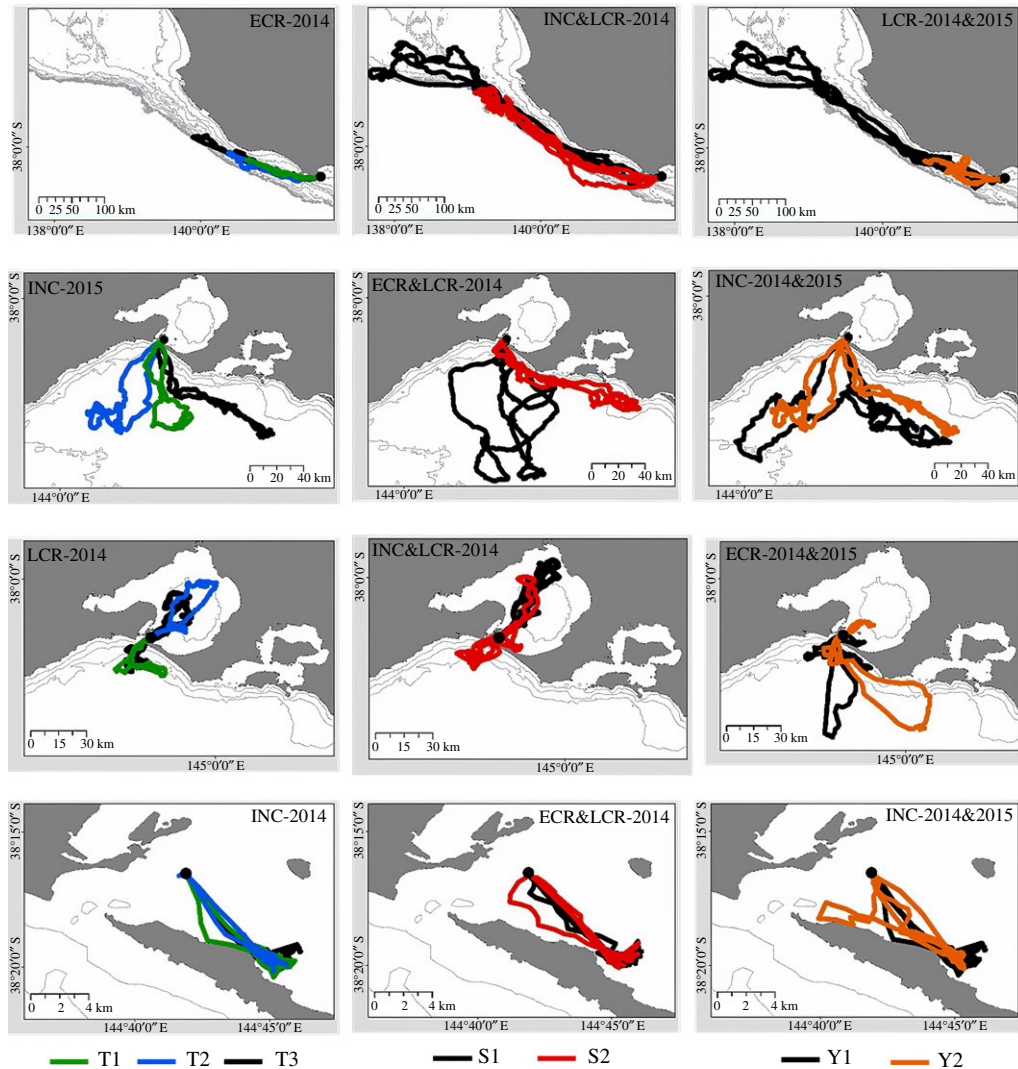 ECR-2014
INC&LCR-2014
LCR-2014&2015
38°0′0″ S
38°0′0″ S
38°0′0″ S
0 25 50 100 km
0 25 50 100 km
0 25 50 100 km
138°0′0″ E
140°0′0″ E
140°0′0″ E
138°0′0″ E
140°0′0″ E
INC-2015
ECR&LCR-2014
INC-2014&2015
38°0′0″ S
38°0′0″ S
38°0′0″ S
0 20 40 km
0 20 40 km
0 20 40 km
144°0′0″ E
144°0′0″ E
144°0′0″ E
LCR-2014
INC&LCR-2014
ECR-2014&2015
38°0′0″ S
38°0′0″ S
38°0′0″ S
0 15 30 km
0 15 30 km
0 15 30 km
145°0′0″ E
145°0′0″ E
145°0′0″ E
INC-2014
ECR&LCR-2014
INC-2014&2015
38°15′0″ S
38°15′0″ S
38°15′0″ S
38°20′0″ S
38°20′0″ S
38°20′0″ S
0 2 4 km
0 2 4 km
0 2 4 km
144°40′0″ E
144°45′0″ E
144°40′0″ E
144°45′0″ E
144°40′0″ E
144°45′0″ E
T1 T2 T3
S1 S2
Y1 Y2